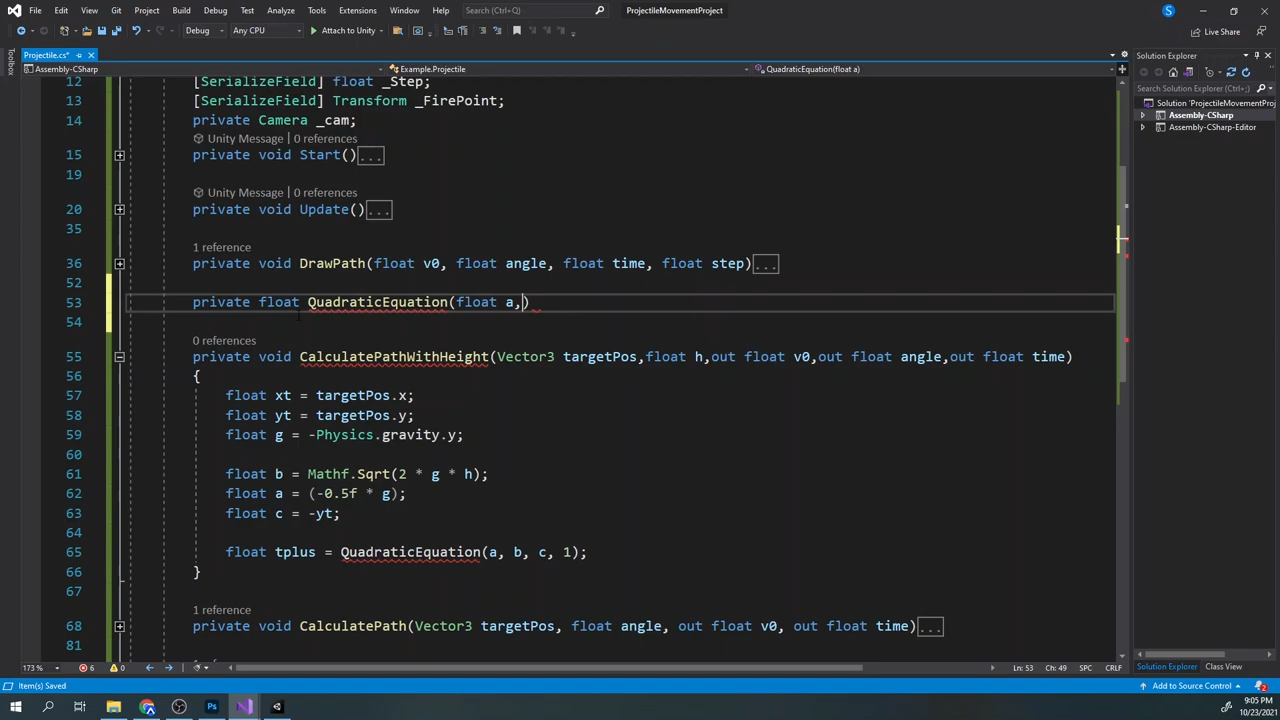 File Edit View Git Project Build Debug Test Analyze Tools Extensions Window Help Search (Ctrl+Q) ProjectileMovementProject S
Debug Any CPU Attach to Unity Live Share
Toolbox
Projectile.cs* Solution Explorer
Assembly-CSharp Example.Projectile QuadraticEquation(float a)
Search Solution Explorer (Ctrl+;)
Solution 'ProjectileMovementProj
Assembly-CSharp
Assembly-CSharp-Editor
12 [SerializeField] float _Step;
13 [SerializeField] Transform _FirePoint;
14 private Camera _cam;
Unity Message | 0 references
15 private void Start()...
19
Unity Message | 0 references
20 private void Update()...
35
1 reference
36 private void DrawPath(float v0, float angle, float time, float step)...
52
53 private float QuadraticEquation(float a,)
54
0 references
55 private void CalculatePathWithHeight(Vector3 targetPos,float h,out float v0,out float angle,out float time)
56 {
57 float xt = targetPos.x;
58 float yt = targetPos.y;
59 float g = -Physics.gravity.y;
60
61 float b = Mathf.Sqrt(2 * g * h);
62 float a = (-0.5f * g);
63 float c = -yt;
64
65 float tplus = QuadraticEquation(a, b, c, 1);
66 }
67
1 reference
68 private void CalculatePath(Vector3 targetPos, float angle, out float v0, out float time)...
81
173 % 6 0 Ln: 53 Ch: 49 SPC CRLF
Solution Explorer Class View
Item(s) Saved Add to Source Control 2
9:05 PM
10/23/2021